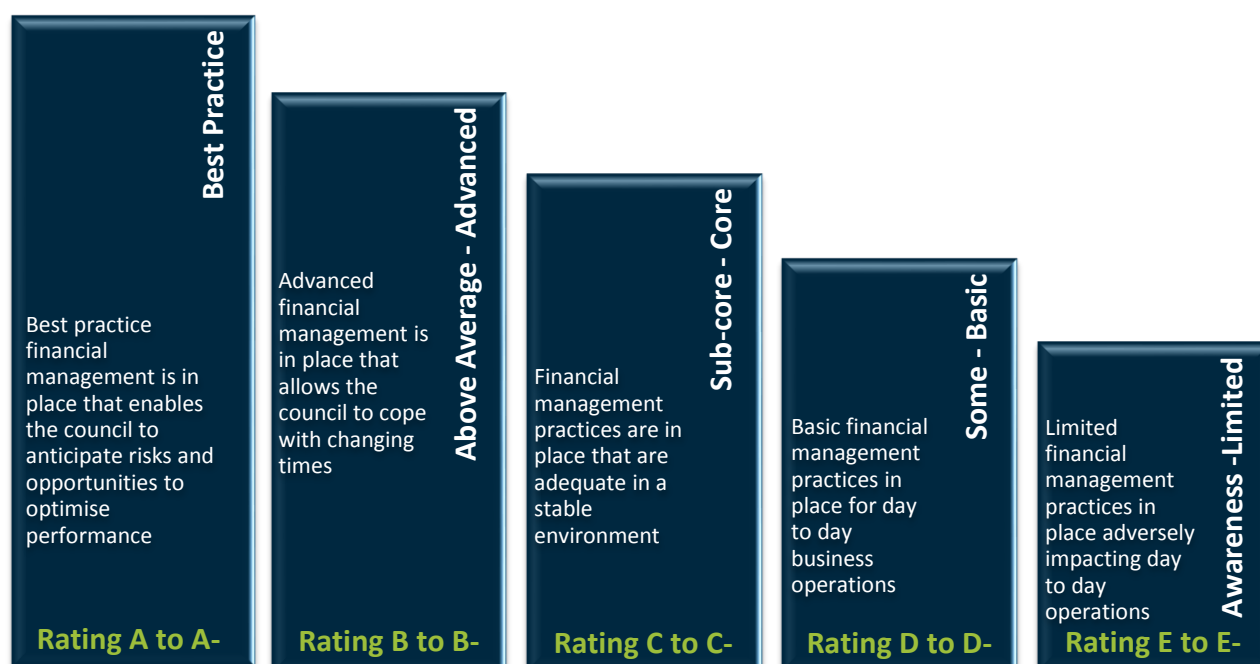 Best Practice
Best practice
financial
management is in
place that enables
the council to
anticipate risks and
opportunities to
optimise
performance
Rating A to A-
Above Average - Advanced
Advanced
financial
management is
in place that
allows the
council to cope
with changing
times
Rating B to B-
Sub-core - Core
Financial
management
practices are in
place that are
adequate in a
stable
environment
Rating C to C-
Some - Basic
Basic financial
management
practices in
place for day
to day
business
operations
Rating D to D-
Awareness -Limited
Limited
financial
management
practices in
place adversely
impacting day
to day
operations
Rating E to E-